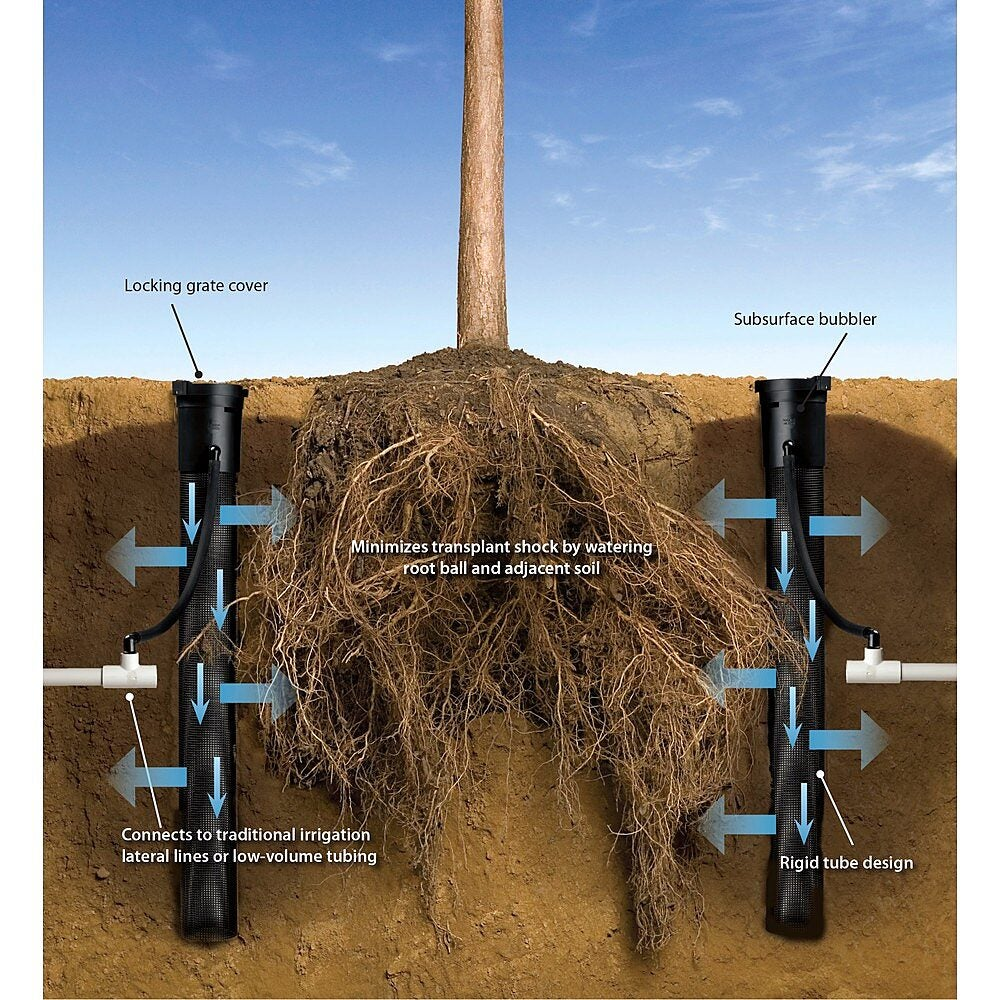 Locking grate cover
Subsurface bubbler
Minimizes transplant shock by watering
root ball and adjacent soil
Connects to traditional irrigation
lateral lines or low-volume tubing
Rigid tube design